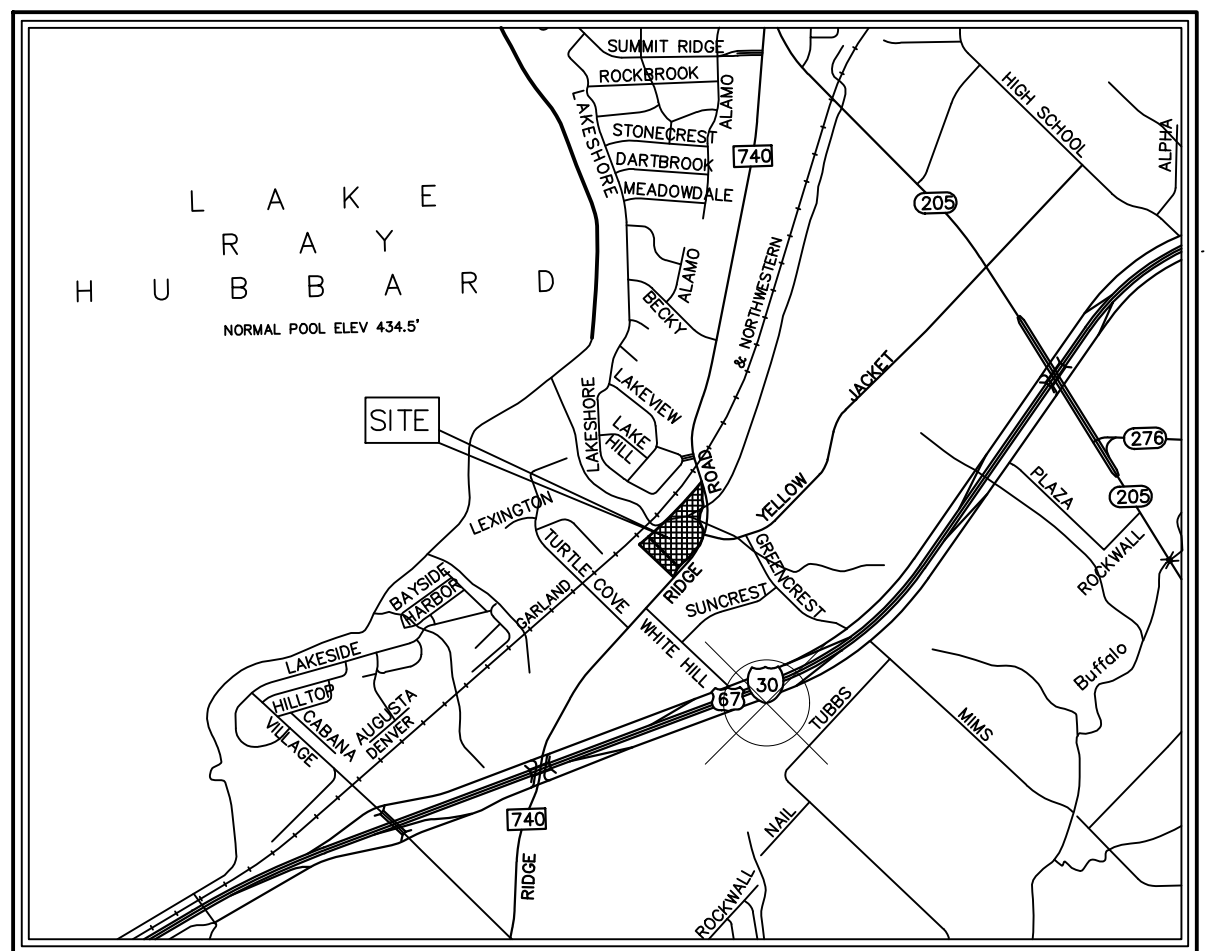 SUMMIT RIDGE
ROCKBROOK
ALAMO
HIGH SCHOOL
LAKESHORE
ALPHA
STONECREST
740
DARTBROOK
MEADOWDALE
205
LAKE
RAY
HUBBARD
NORMAL POOL ELEV 434.5'
ALAMO
BECKY
& NORTHWESTERN
JACKET
LAKESHORE
LAKEVIEW
SITE
LAKE
HILL
276
ROAD
PLAZA
205
YELLOW
LEXINGTON
TURTLE COVE
GREENCREST
ROCKWALL
BAYSIDE
HARBOR
GARLAND
RIDGE
SUNCREST
WHITE HILL
LAKESIDE
Buffalo
30
67
HILLTOP
CABANA
VILLAGE
AUGUSTA
DENVER
TUBBS
MIMS
740
NAIL
RIDGE
ROCKWALL